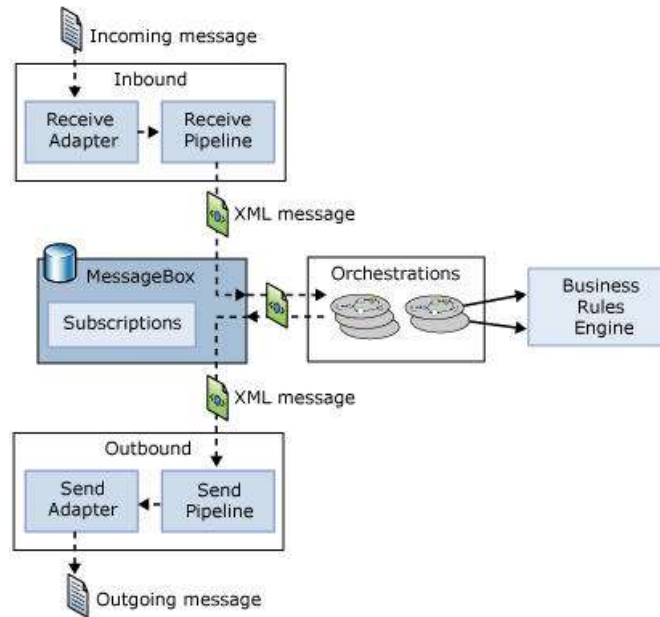 Incoming message
Inbound
Receive
Adapter
Receive
Pipeline
XML message
MessageBox
Subscriptions
Orchestrations
Business
Rules
Engine
XML message
Outbound
Send
Adapter
Send
Pipeline
Outgoing message